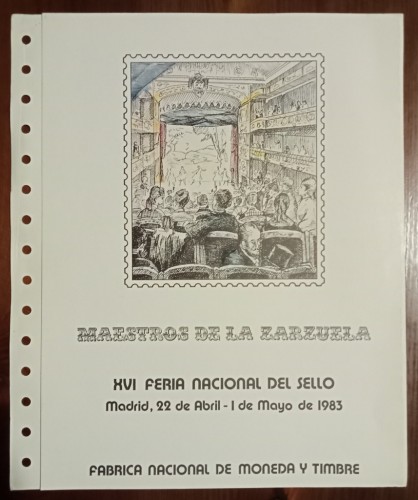 MAESTROS DE LA ZARZUELA
XVI FERIA NACIONAL DEL SELLO
Madrid, 22 de Abril - 1 de Mayo de 1983
FABRICA NACIONAL DE MONEDA Y TIMBRE